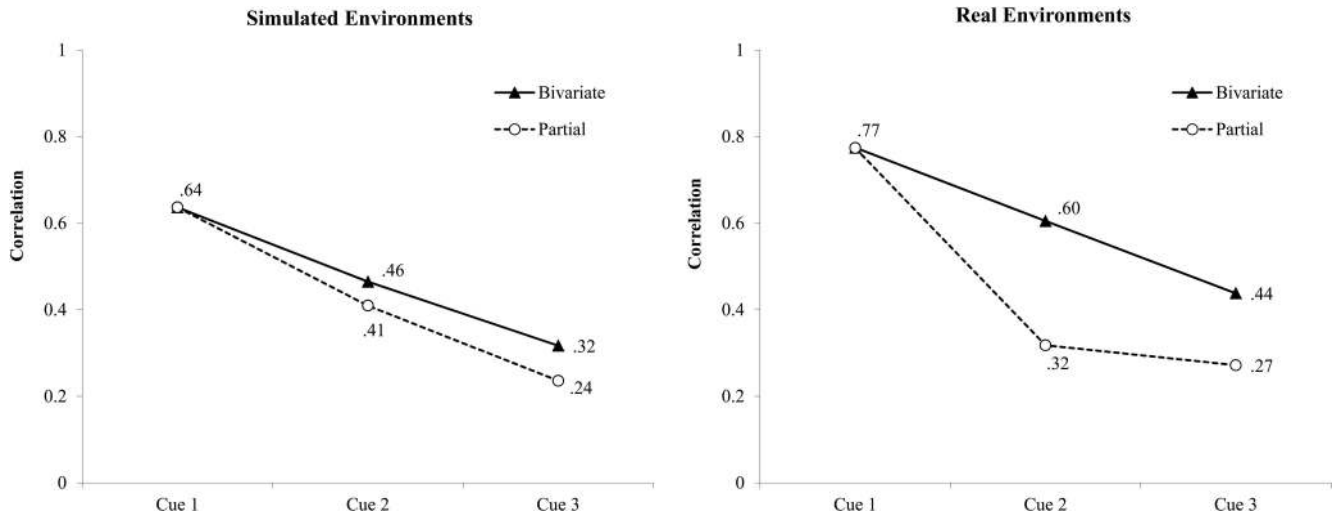 Simulated Environments
1
0.8
0.6
0.4
0.2
0
Correlation
Bivariate
Partial
.64
.46
.41
.32
.24
Cue 1
Cue 2
Cue 3
Real Environments
1
0.8
0.6
0.4
0.2
0
Correlation
Bivariate
Partial
.77
.60
.44
.32
.27
Cue 1
Cue 2
Cue 3